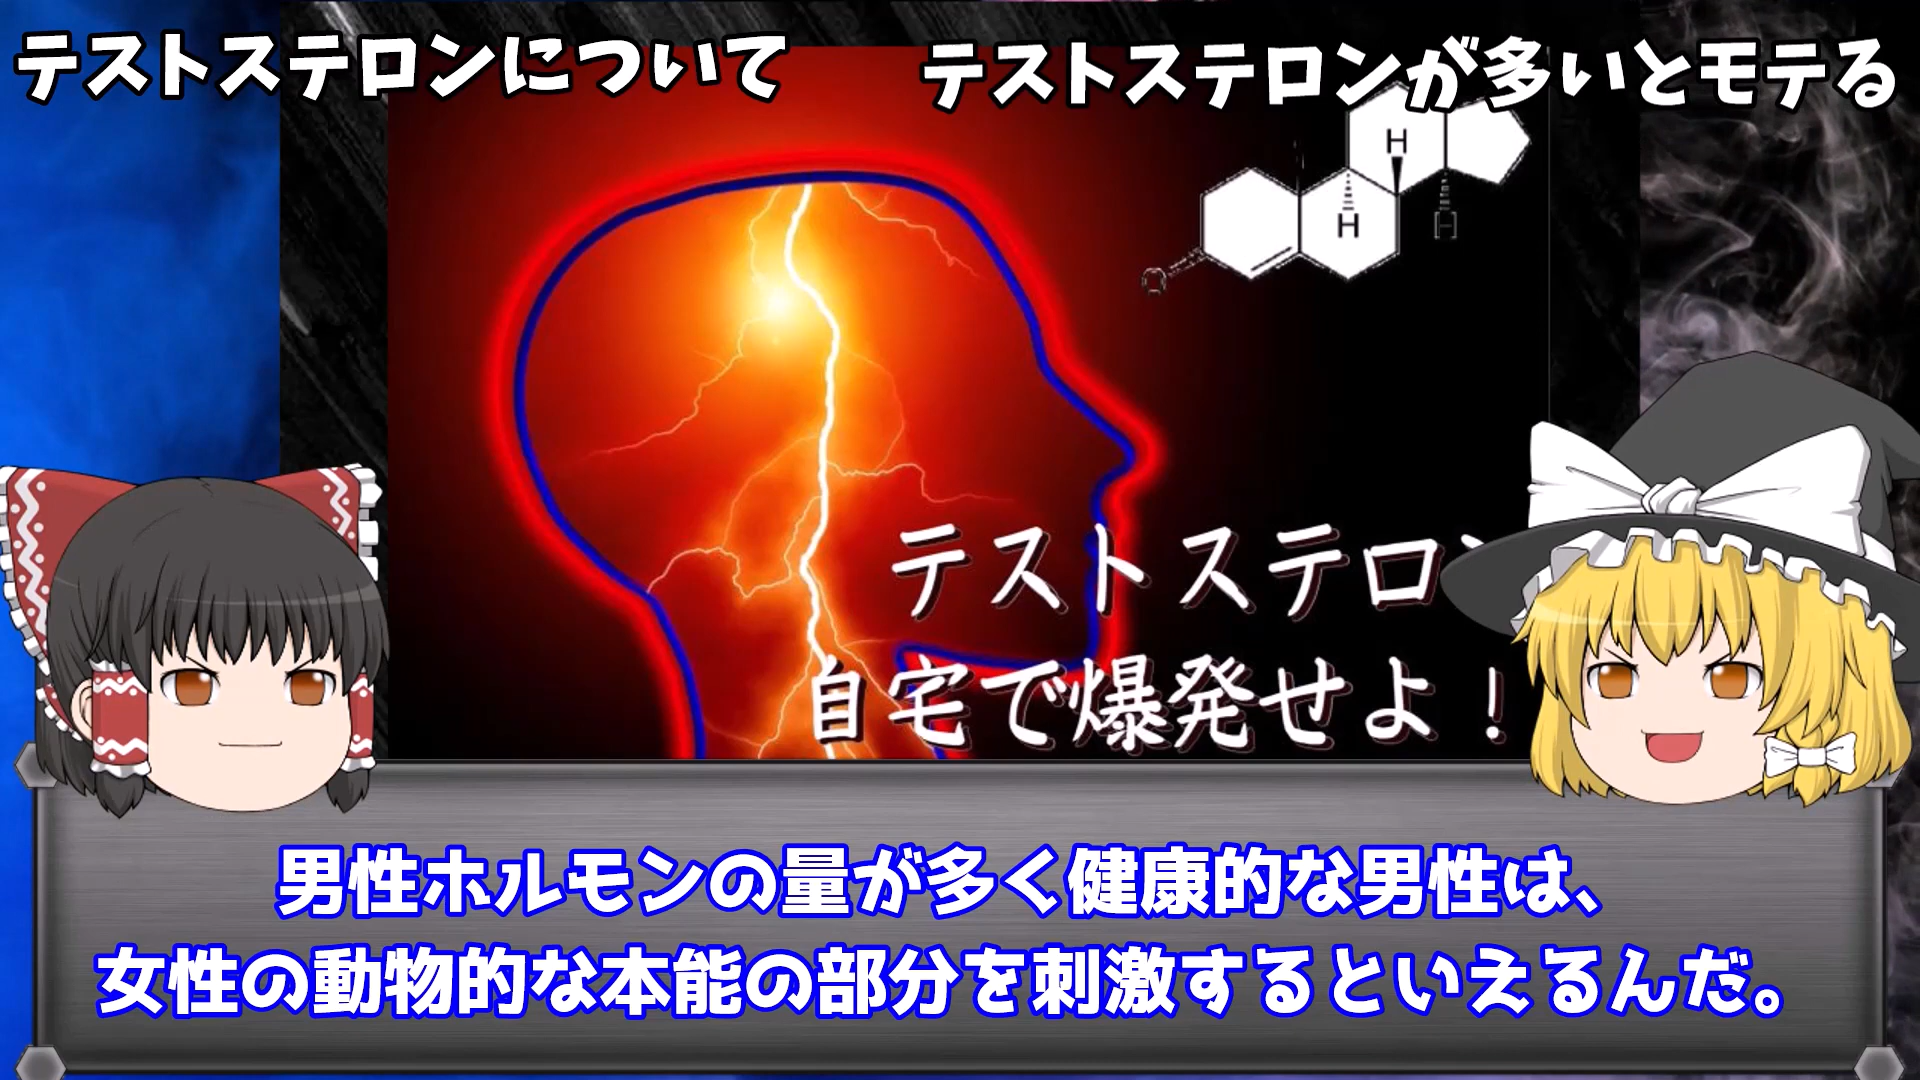 テストステロンについて
テストステロンが多いとモテる
H
H
H
O
テストステロ
自宅で爆発せよ！
男性ホルモンの量が多く健康的な男性は、
女性の動物的な本能の部分を刺激するといえるんだ。